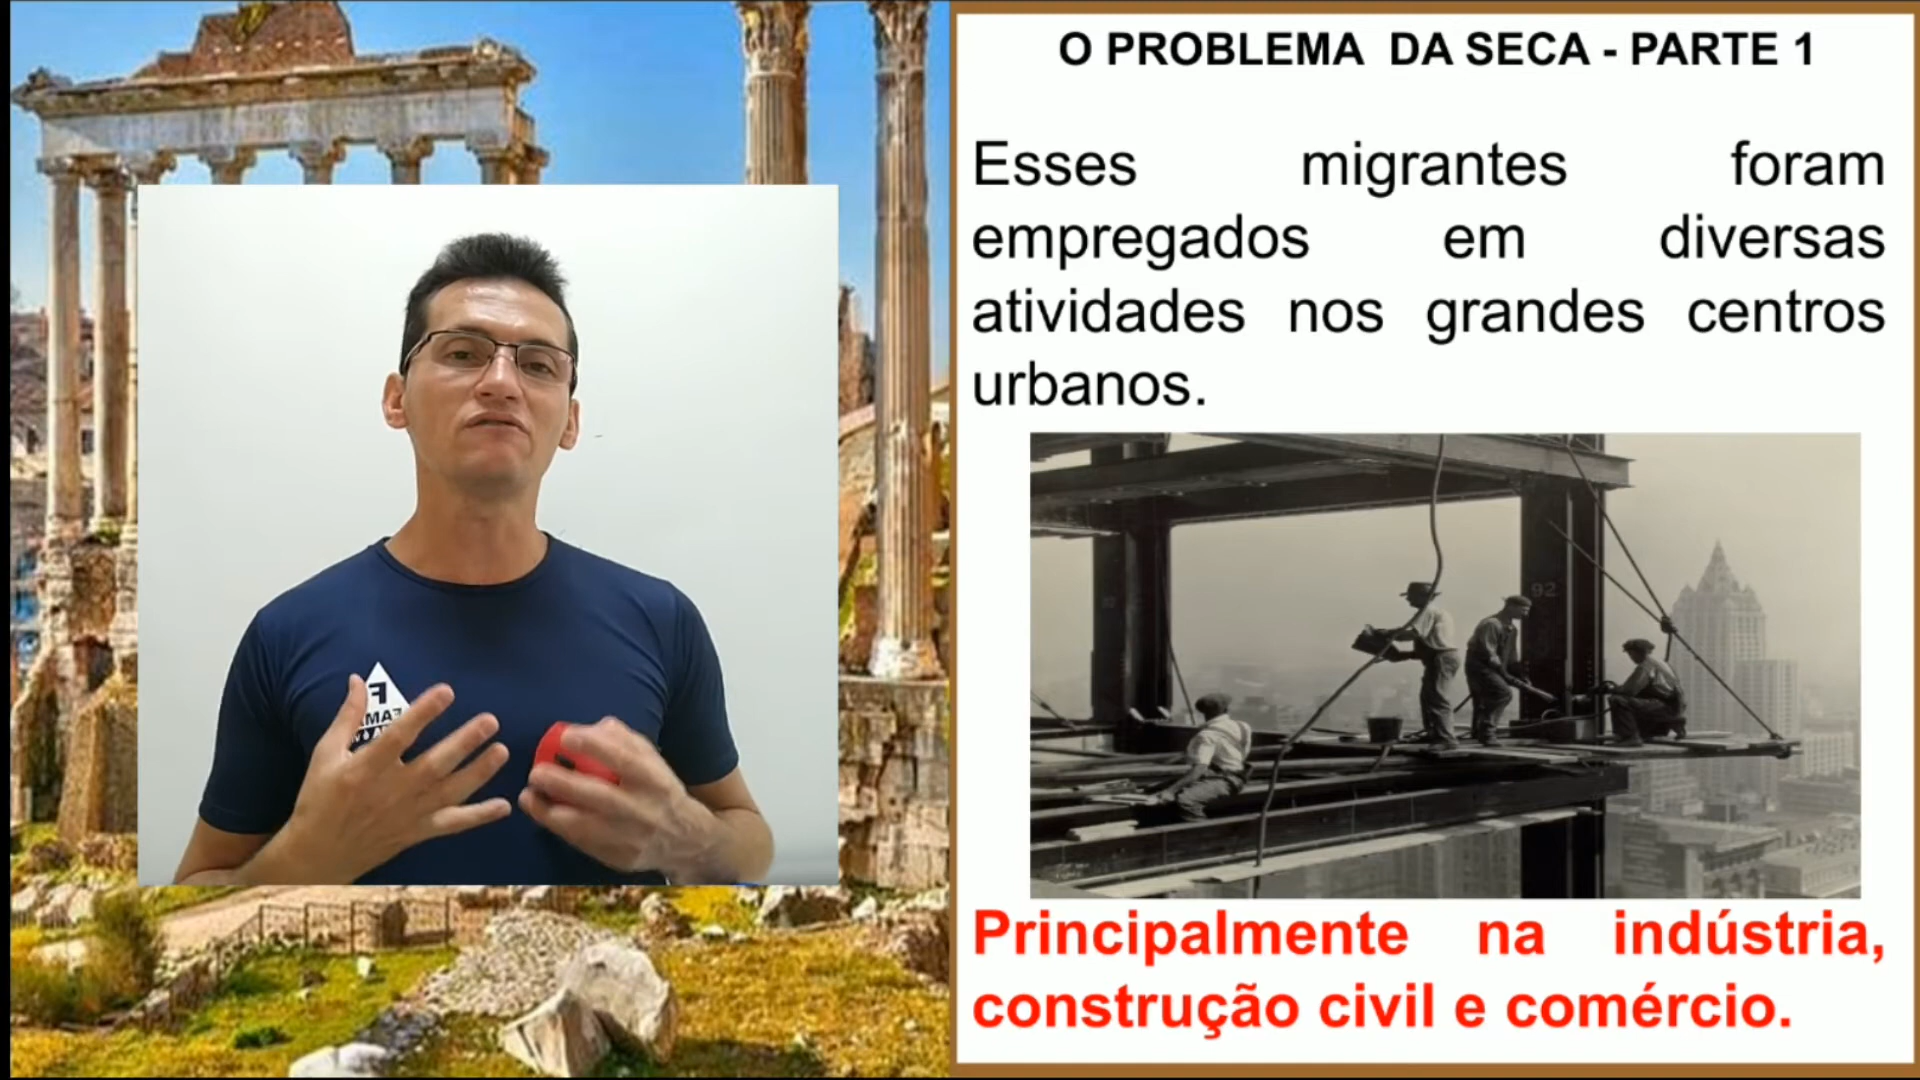 O PROBLEMA DA SECA - PARTE 1
Esses migrantes foram
empregados em diversas
atividades nos grandes centros
urbanos.
92
F
Principalmente na indústria,
construção civil e comércio.